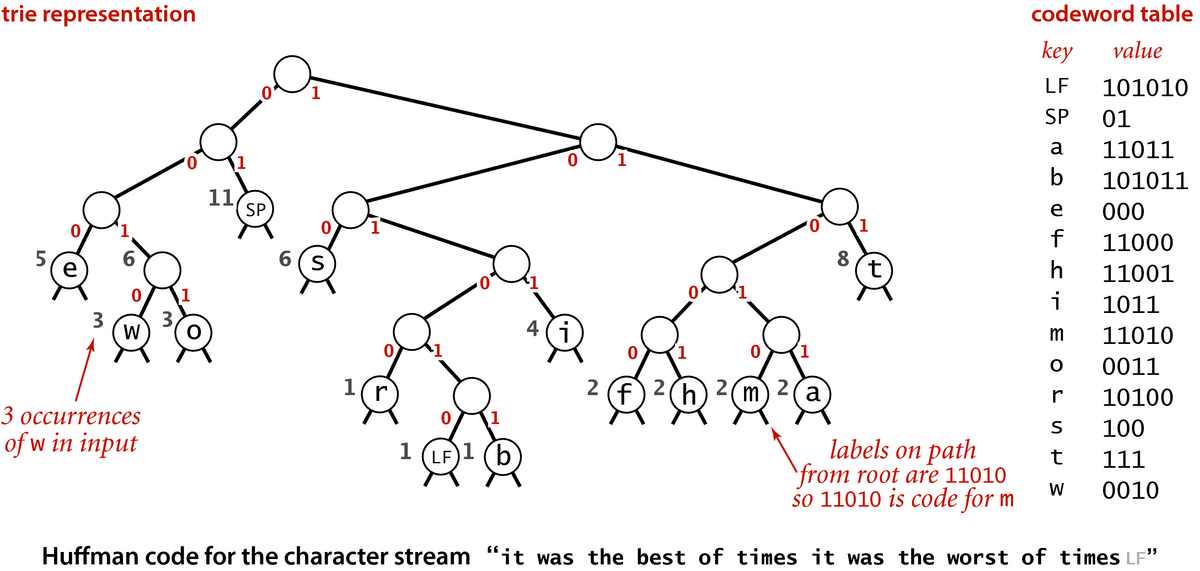 trie representation
codeword table
key value
LF 101010
SP 01
a 11011
b 101011
e 000
f 11000
h 11001
i 1011
m 11010
o 0011
r 10100
s 100
t 111
w 0010
0 1
0 1 0 1
11 SP
0 1 0 1 0 1
5 e 6 6 s 8 t
0 1 0 1 0 1
3 w 3 o 4 i
0 1 0 1 0 1
1 r 2 f 2 h 2 m 2 a
0 1
1 LF 1 b
3 occurrences
of w in input
labels on path
from root are 11010
so 11010 is code for m
Huffman code for the character stream “it was the best of times it was the worst of times LF”